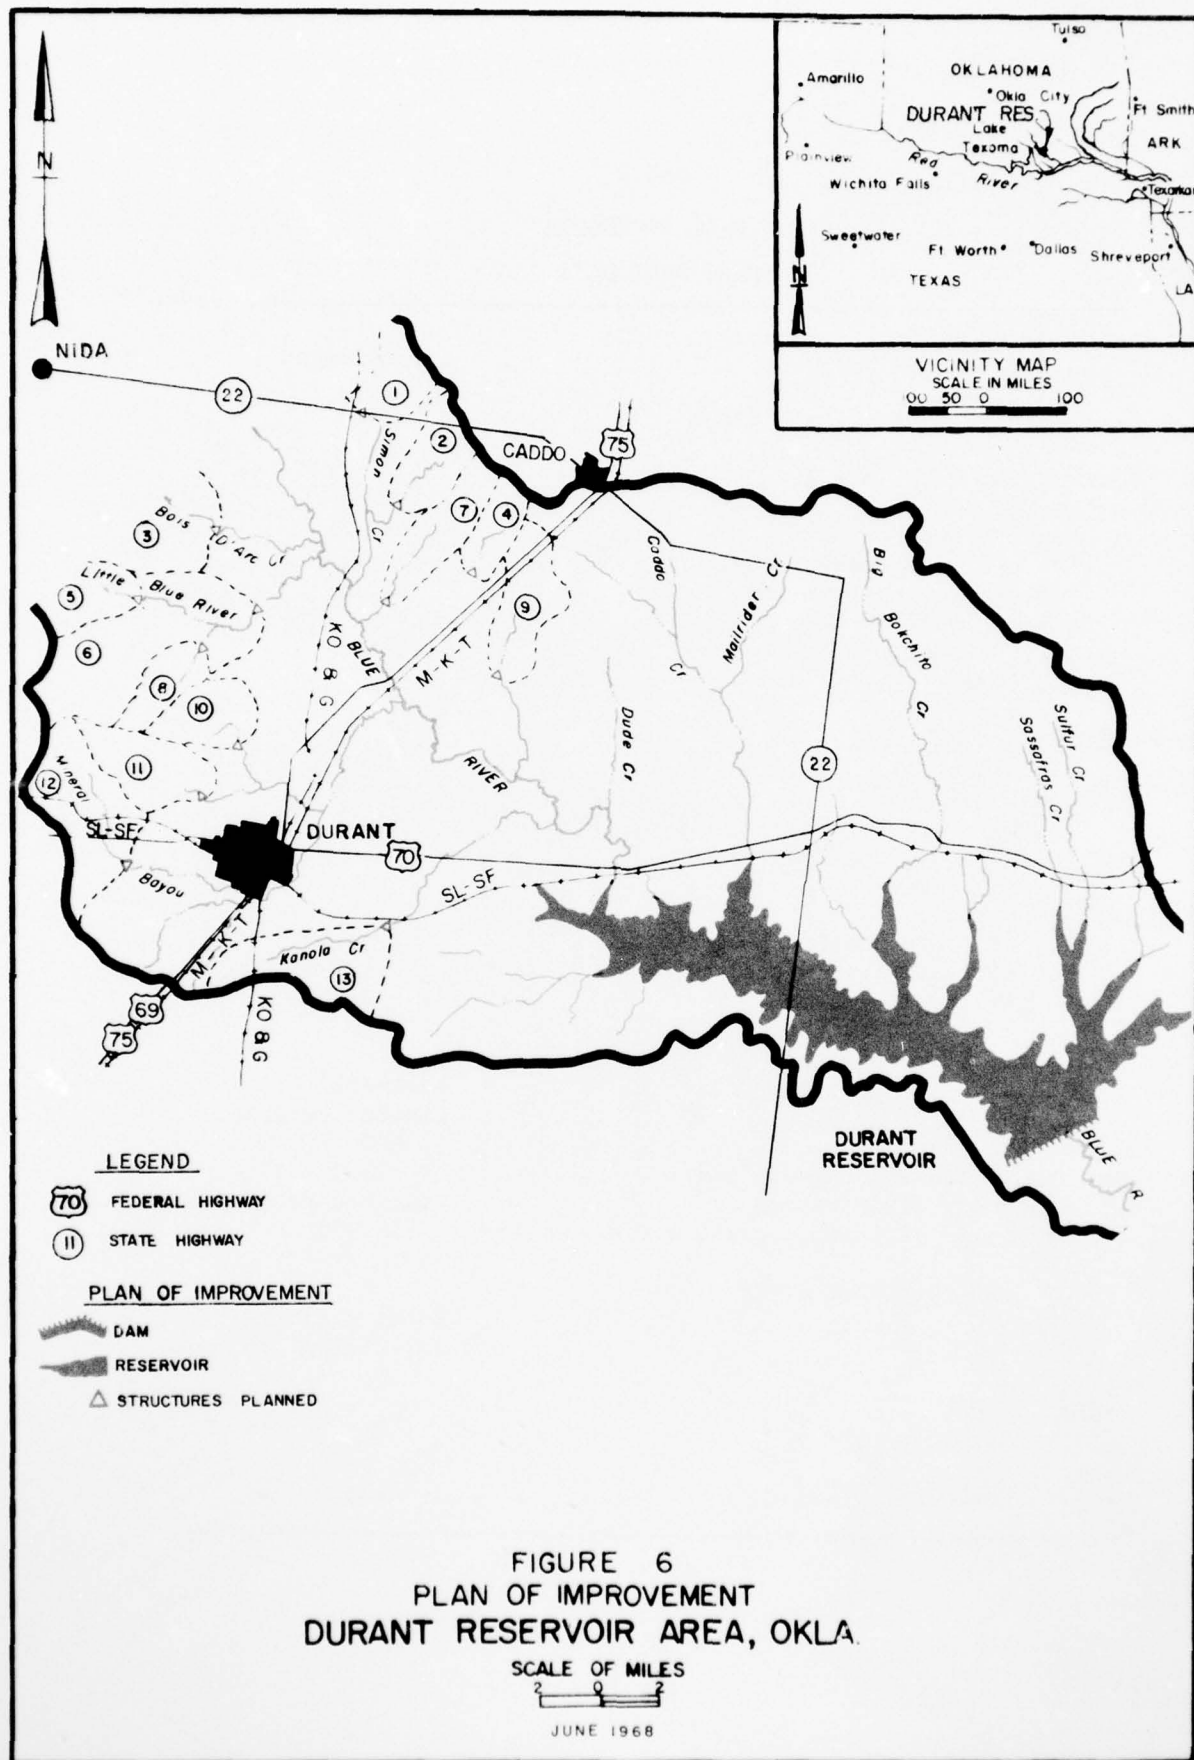 Tulsa
OKLAHOMA
Amarillo
Okla City
Ft Smith
DURANT RES.
Lake
Texoma
ARK
Plainview
Red
River
Wichita Falls
Sweetwater
Ft Worth
Dallas
Shreveport
TEXAS
LA
N
VICINITY MAP
SCALE IN MILES
50 0 100
N
NIDA
22
1
2
Simon
Cr
CADDO
75
7
4
3
Bois
D'Arc Cr
Little Blue River
5
6
9
8
10
11
12
Mineral
Bayou
KO & G
BLUE
RIVER
M-K-T
Caddo
Cr
Mailrider Cr
Big
Bokchito
Cr
Dude Cr
Sulfur Cr
Sassafras Cr
22
SL-SF
DURANT
70
SL-SF
M-K-T
Kanola Cr
13
69
75
KO & G
DURANT
RESERVOIR
BLUE R
LEGEND
70 FEDERAL HIGHWAY
11 STATE HIGHWAY
PLAN OF IMPROVEMENT
DAM
RESERVOIR
STRUCTURES PLANNED
FIGURE 6
PLAN OF IMPROVEMENT
DURANT RESERVOIR AREA, OKLA.
SCALE OF MILES
2 0 2
JUNE 1968